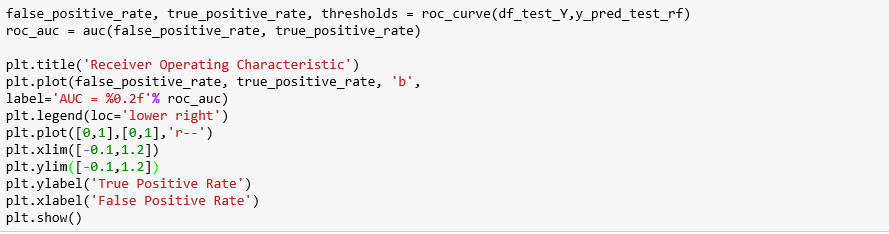 false_positive_rate, true_positive_rate, thresholds = roc_curve(df_test_Y,y_pred_test_rf)
roc_auc = auc(false_positive_rate, true_positive_rate)
plt.title('Receiver Operating Characteristic')
plt.plot(false_positive_rate, true_positive_rate, 'b',
label='AUC = %0.2f'% roc_auc)
plt.legend(loc='lower right')
plt.plot([0,1],[0,1],'r--')
plt.xlim([-0.1,1.2])
plt.ylim([-0.1,1.2])
plt.ylabel('True Positive Rate')
plt.xlabel('False Positive Rate')
plt.show()